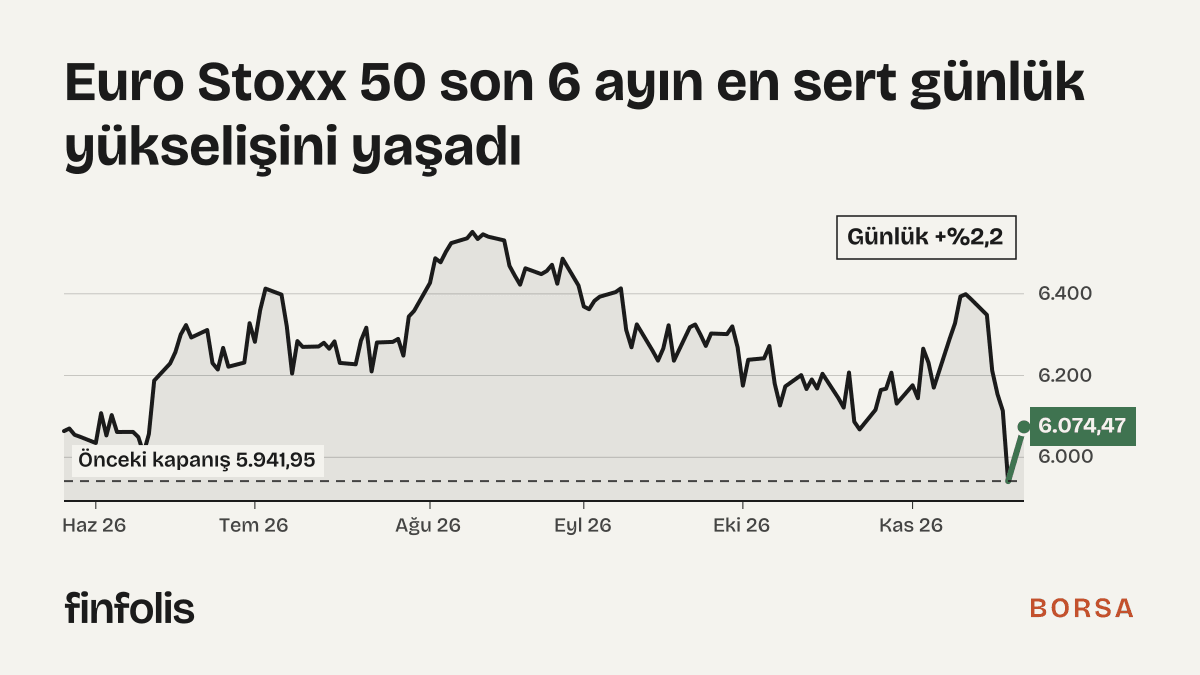 Euro Stoxx 50 son 6 ayın en sert günlük
yükselişini yaşadı
Günlük +%2,2
6.400
6.200
6.074,47
6.000
Önceki kapanış 5.941,95
Haz 26
Tem 26
Ağu 26
Eyl 26
Eki 26
Kas 26
finfolis
BORSA